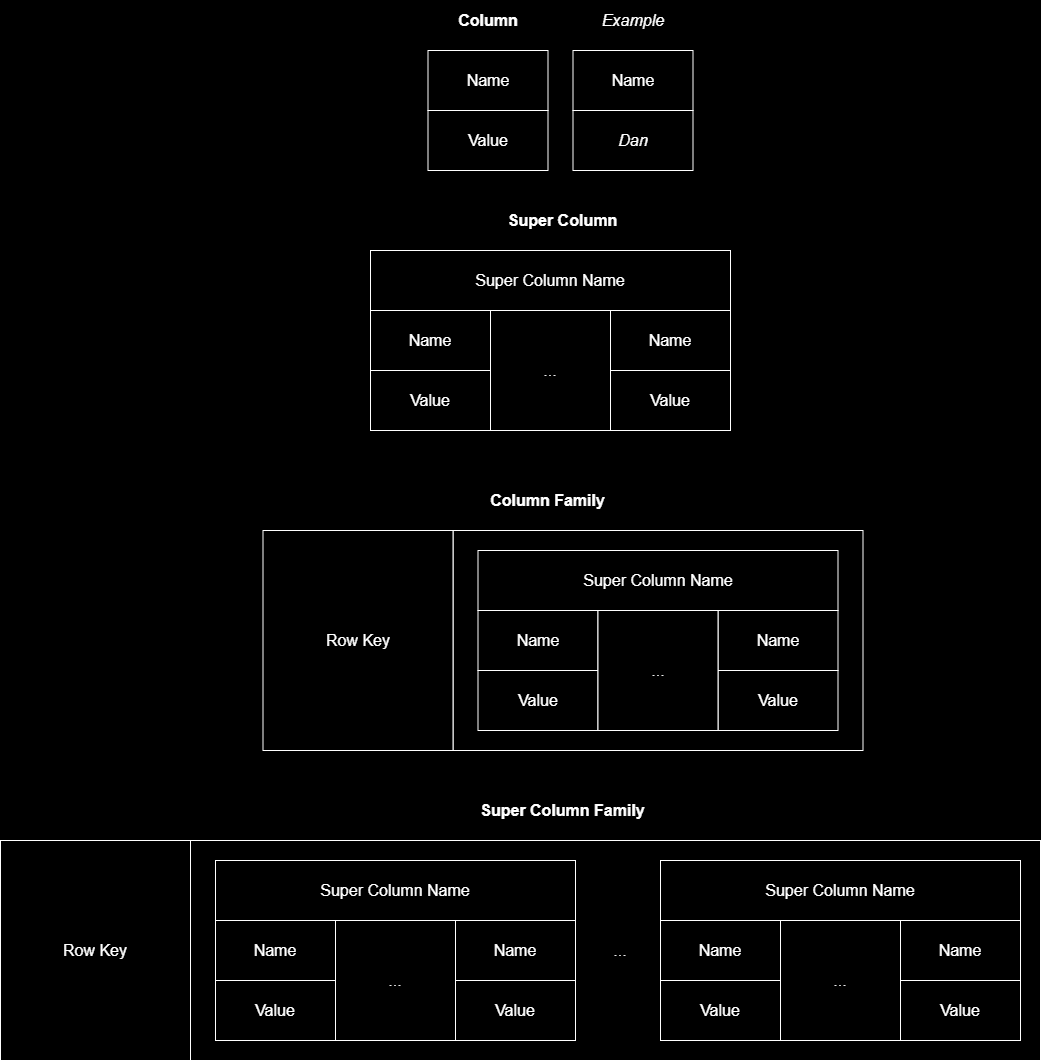 Column Example
Name Name
Value Dan
Super Column
Super Column Name
Name Name
...
Value Value
Column Family
Super Column Name
Name Name
Row Key
...
Value Value
Super Column Family
Super Column Name Super Column Name
Row Key Name Name ... Name Name
... ...
Value Value Value Value